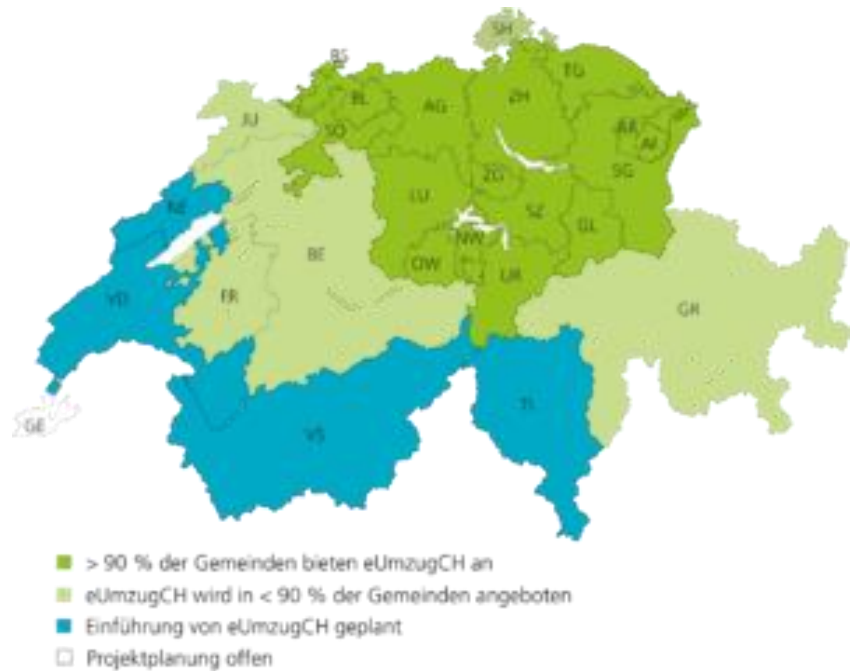 SH
BS
TG
BL
AG
ZH
JU
SO
AR
AI
ZG
SG
LU
NE
SZ
GL
NW
BE
OW
UR
VD
FR
GR
TI
GE
VS
> 90 % der Gemeinden bieten eUmzugCH an
eUmzugCH wird in < 90 % der Gemeinden angeboten
Einführung von eUmzugCH geplant
Projektplanung offen